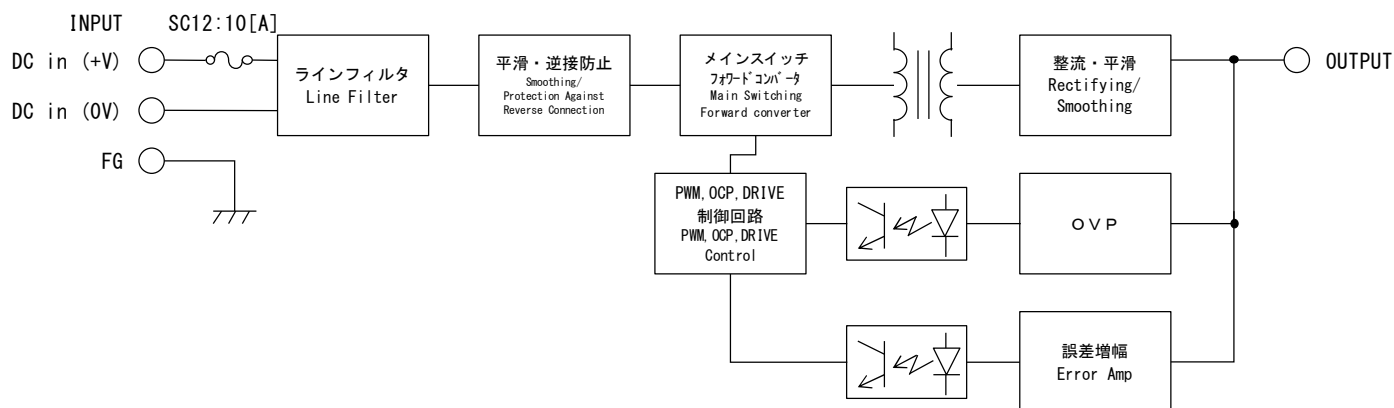 INPUT
SC12:10[A]
DC in (+V)
DC in (0V)
FG
ラインフィルタ
Line Filter
平滑・逆接防止
Smoothing/
Protection Against
Reverse Connection
メインスイッチ
フォワードコンバータ
Main Switching
Forward converter
整流・平滑
Rectifying/
Smoothing
OUTPUT
PWM,OCP,DRIVE
制御回路
PWM,OCP,DRIVE
Control
OVP
誤差増幅
Error Amp